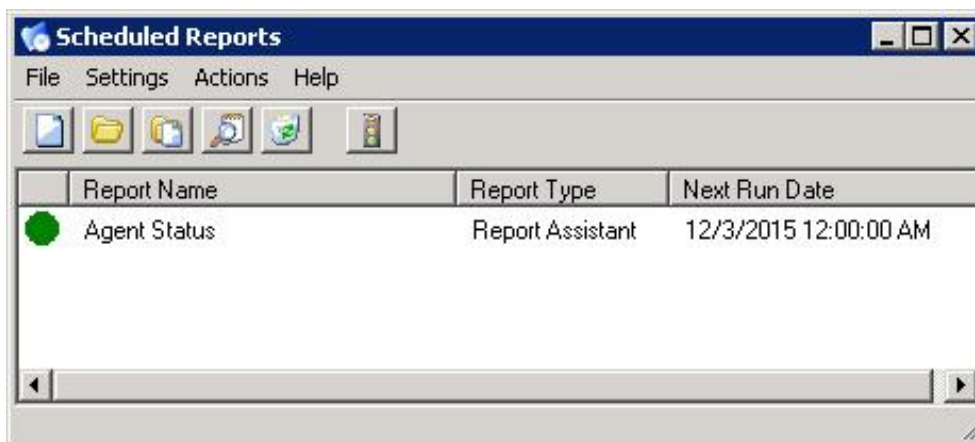 Scheduled Reports
File Settings Actions Help
Report Name Report Type Next Run Date
Agent Status Report Assistant 12/3/2015 12:00:00 AM